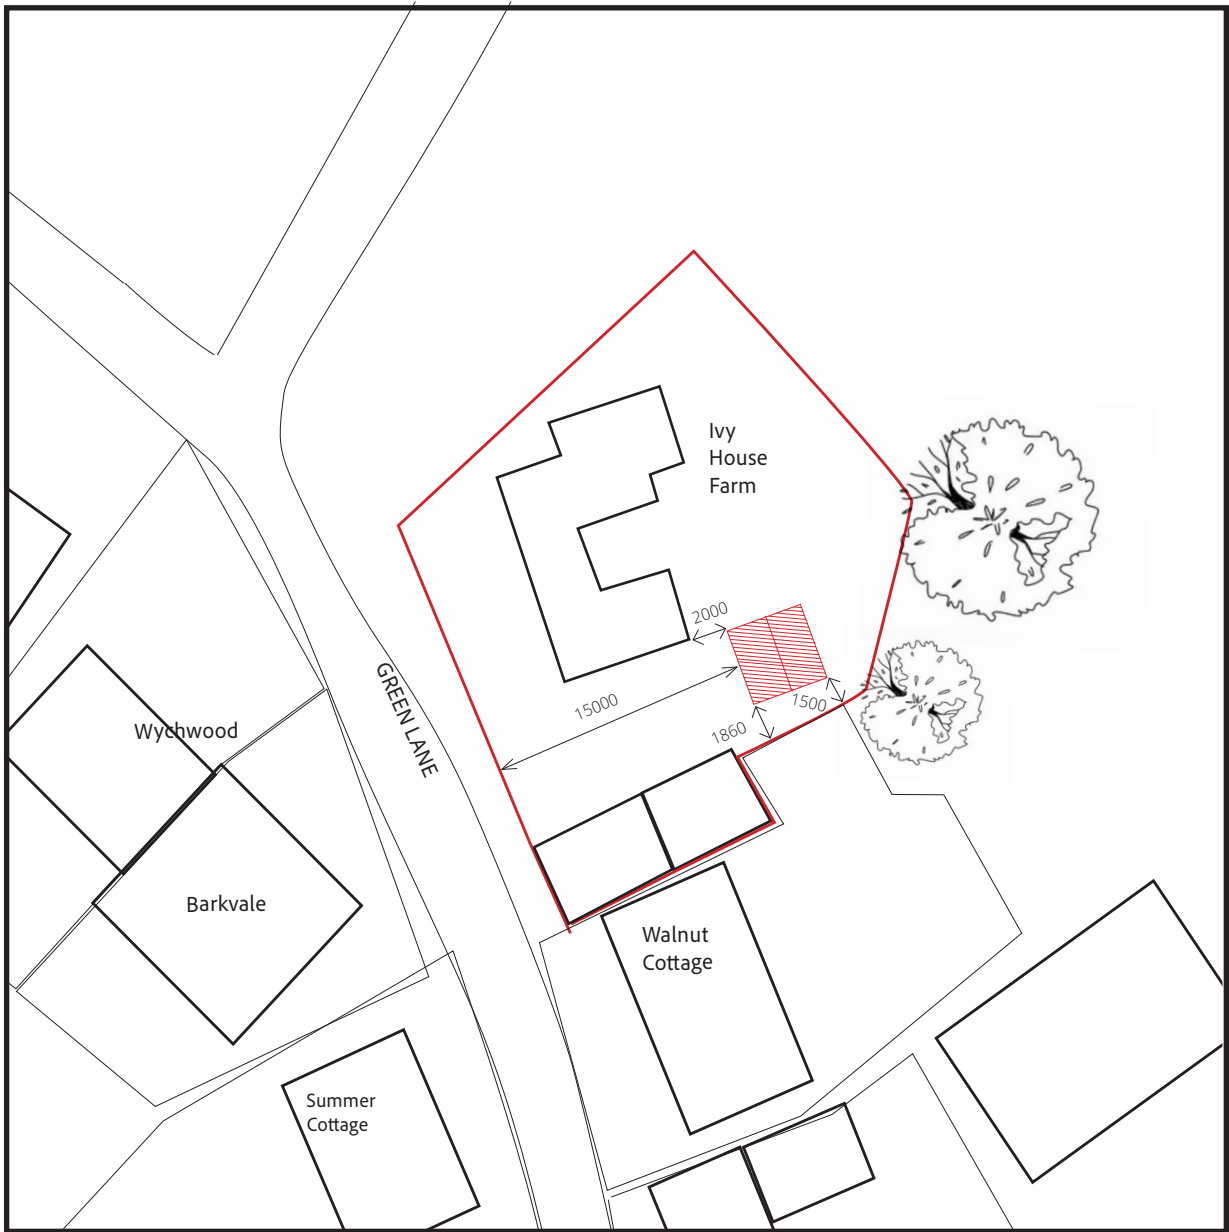 Ivy
House
Farm
2000
GREEN LANE
15000
1500
1860
Wychwood
Barkvale
Walnut
Cottage
Summer
Cottage